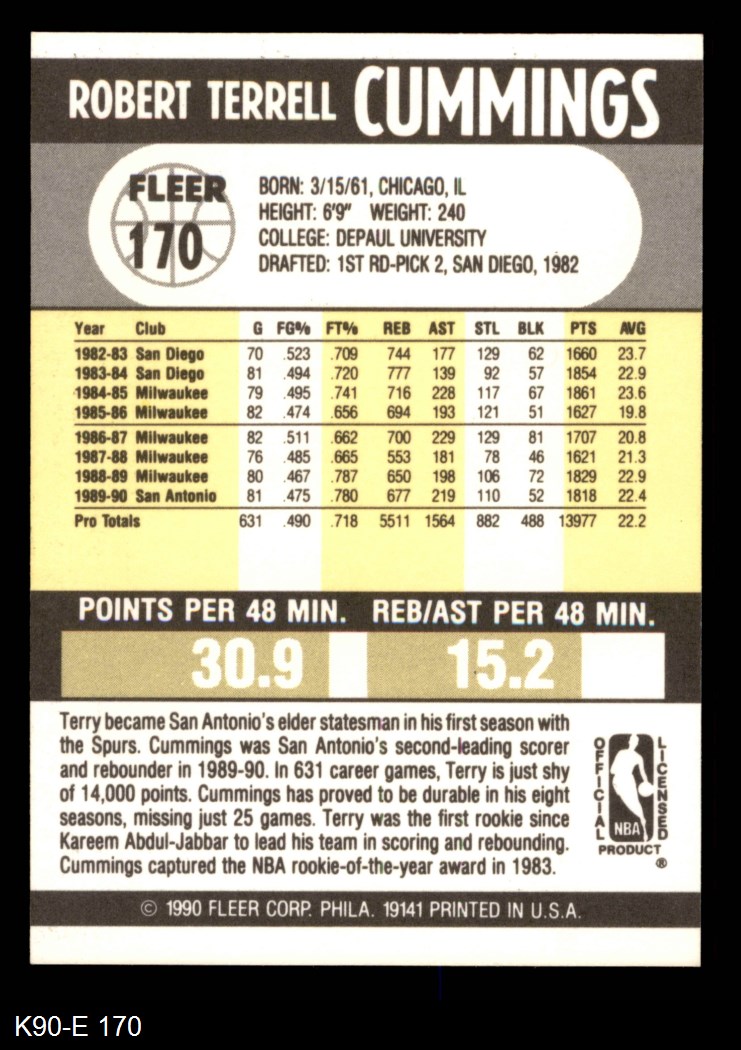 ROBERT TERRELL CUMMINGS
FLEER
170
BORN: 3/15/61, CHICAGO, IL
HEIGHT: 6'9" WEIGHT: 240
COLLEGE: DEPAUL UNIVERSITY
DRAFTED: 1ST RD-PICK 2, SAN DIEGO, 1982
Year Club G FG% FT% REB AST STL BLK PTS AVG
1982-83 San Diego 70 .523 .709 744 177 129 62 1660 23.7
1983-84 San Diego 81 .494 .720 777 139 92 57 1854 22.9
1984-85 Milwaukee 79 .495 .741 716 228 117 67 1861 23.6
1985-86 Milwaukee 82 .474 .656 694 193 121 51 1627 19.8
1986-87 Milwaukee 82 .511 .662 700 229 129 81 1707 20.8
1987-88 Milwaukee 76 .485 .665 553 181 78 46 1621 21.3
1988-89 Milwaukee 80 .467 .787 650 198 106 72 1829 22.9
1989-90 San Antonio 81 .475 .780 677 219 110 52 1818 22.4
Pro Totals 631 .490 .718 5511 1564 882 488 13977 22.2
POINTS PER 48 MIN. REB/AST PER 48 MIN.
30.9 15.2
Terry became San Antonio's elder statesman in his first season with
the Spurs. Cummings was San Antonio's second-leading scorer
and rebounder in 1989-90. In 631 career games, Terry is just shy
of 14,000 points. Cummings has proved to be durable in his eight
seasons, missing just 25 games. Terry was the first rookie since
Kareem Abdul-Jabbar to lead his team in scoring and rebounding.
Cummings captured the NBA rookie-of-the-year award in 1983.
OFFICIAL
LICENSED
NBA
PRODUCT
®
© 1990 FLEER CORP. PHILA. 19141 PRINTED IN U.S.A.
K90-E 170